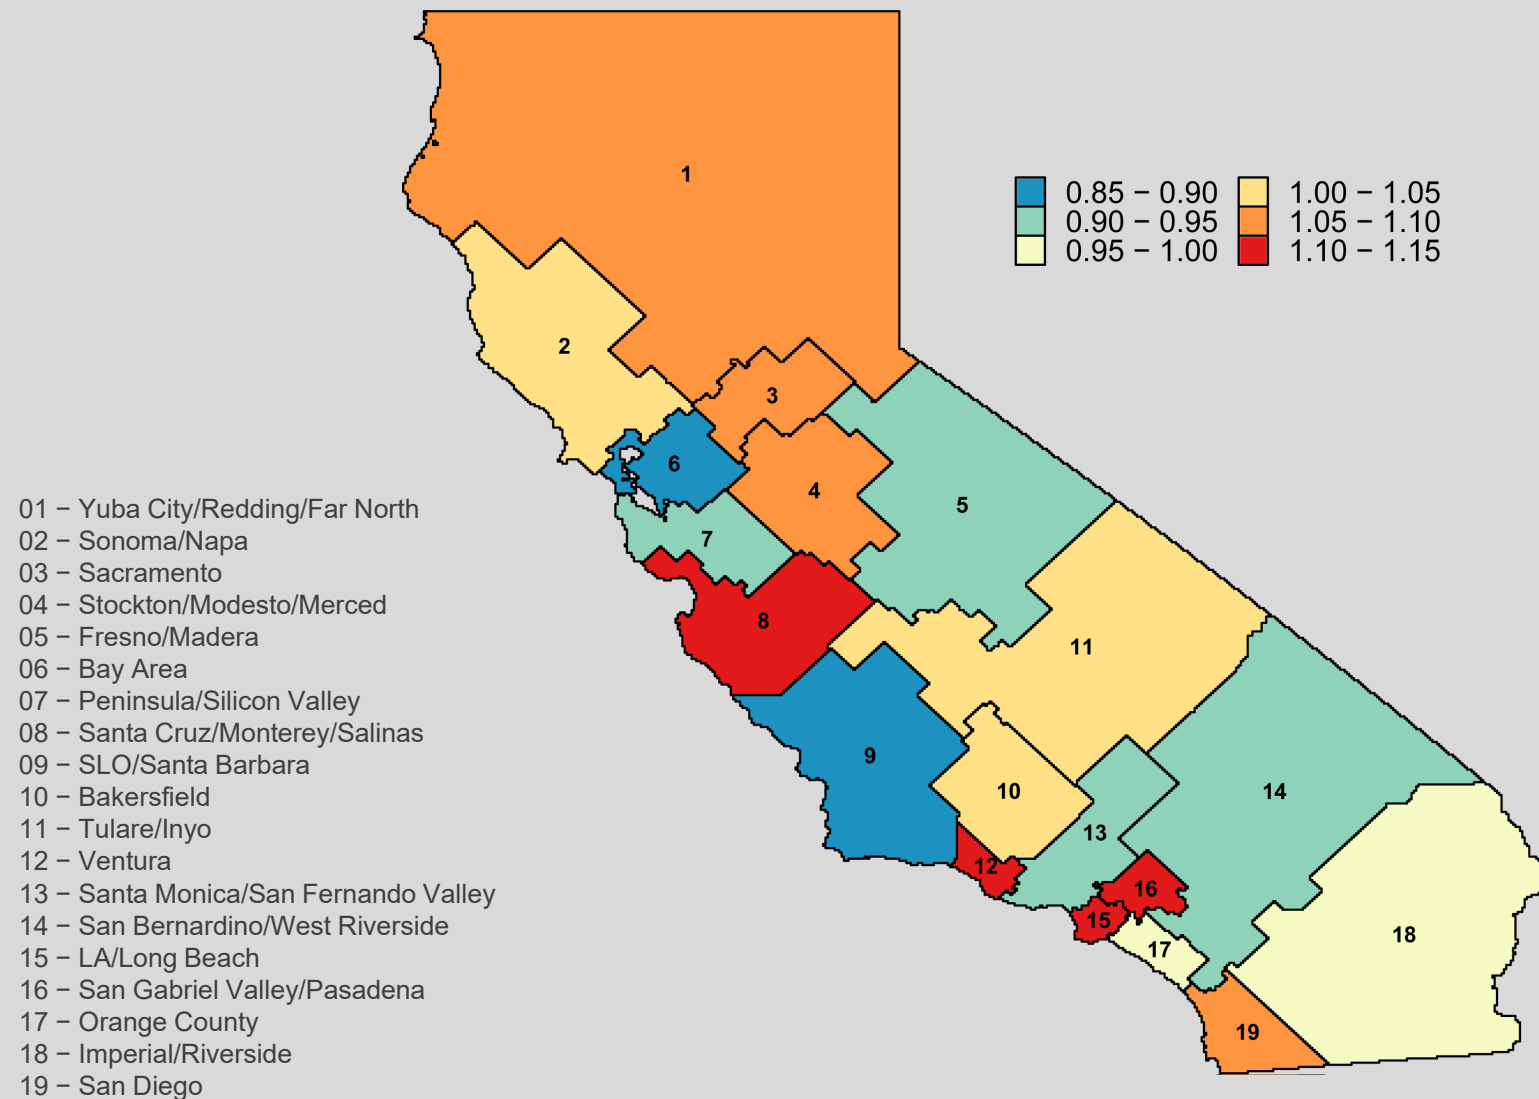 1
0.85 − 0.90 1.00 − 1.05
0.90 − 0.95 1.05 − 1.10
0.95 − 1.00 1.10 − 1.15
2
3
6
4
5
7
8
11
9
10
14
13
12
16
15
17
18
19
01 − Yuba City/Redding/Far North
02 − Sonoma/Napa
03 − Sacramento
04 − Stockton/Modesto/Merced
05 − Fresno/Madera
06 − Bay Area
07 − Peninsula/Silicon Valley
08 − Santa Cruz/Monterey/Salinas
09 − SLO/Santa Barbara
10 − Bakersfield
11 − Tulare/Inyo
12 − Ventura
13 − Santa Monica/San Fernando Valley
14 − San Bernardino/West Riverside
15 − LA/Long Beach
16 − San Gabriel Valley/Pasadena
17 − Orange County
18 − Imperial/Riverside
19 − San Diego